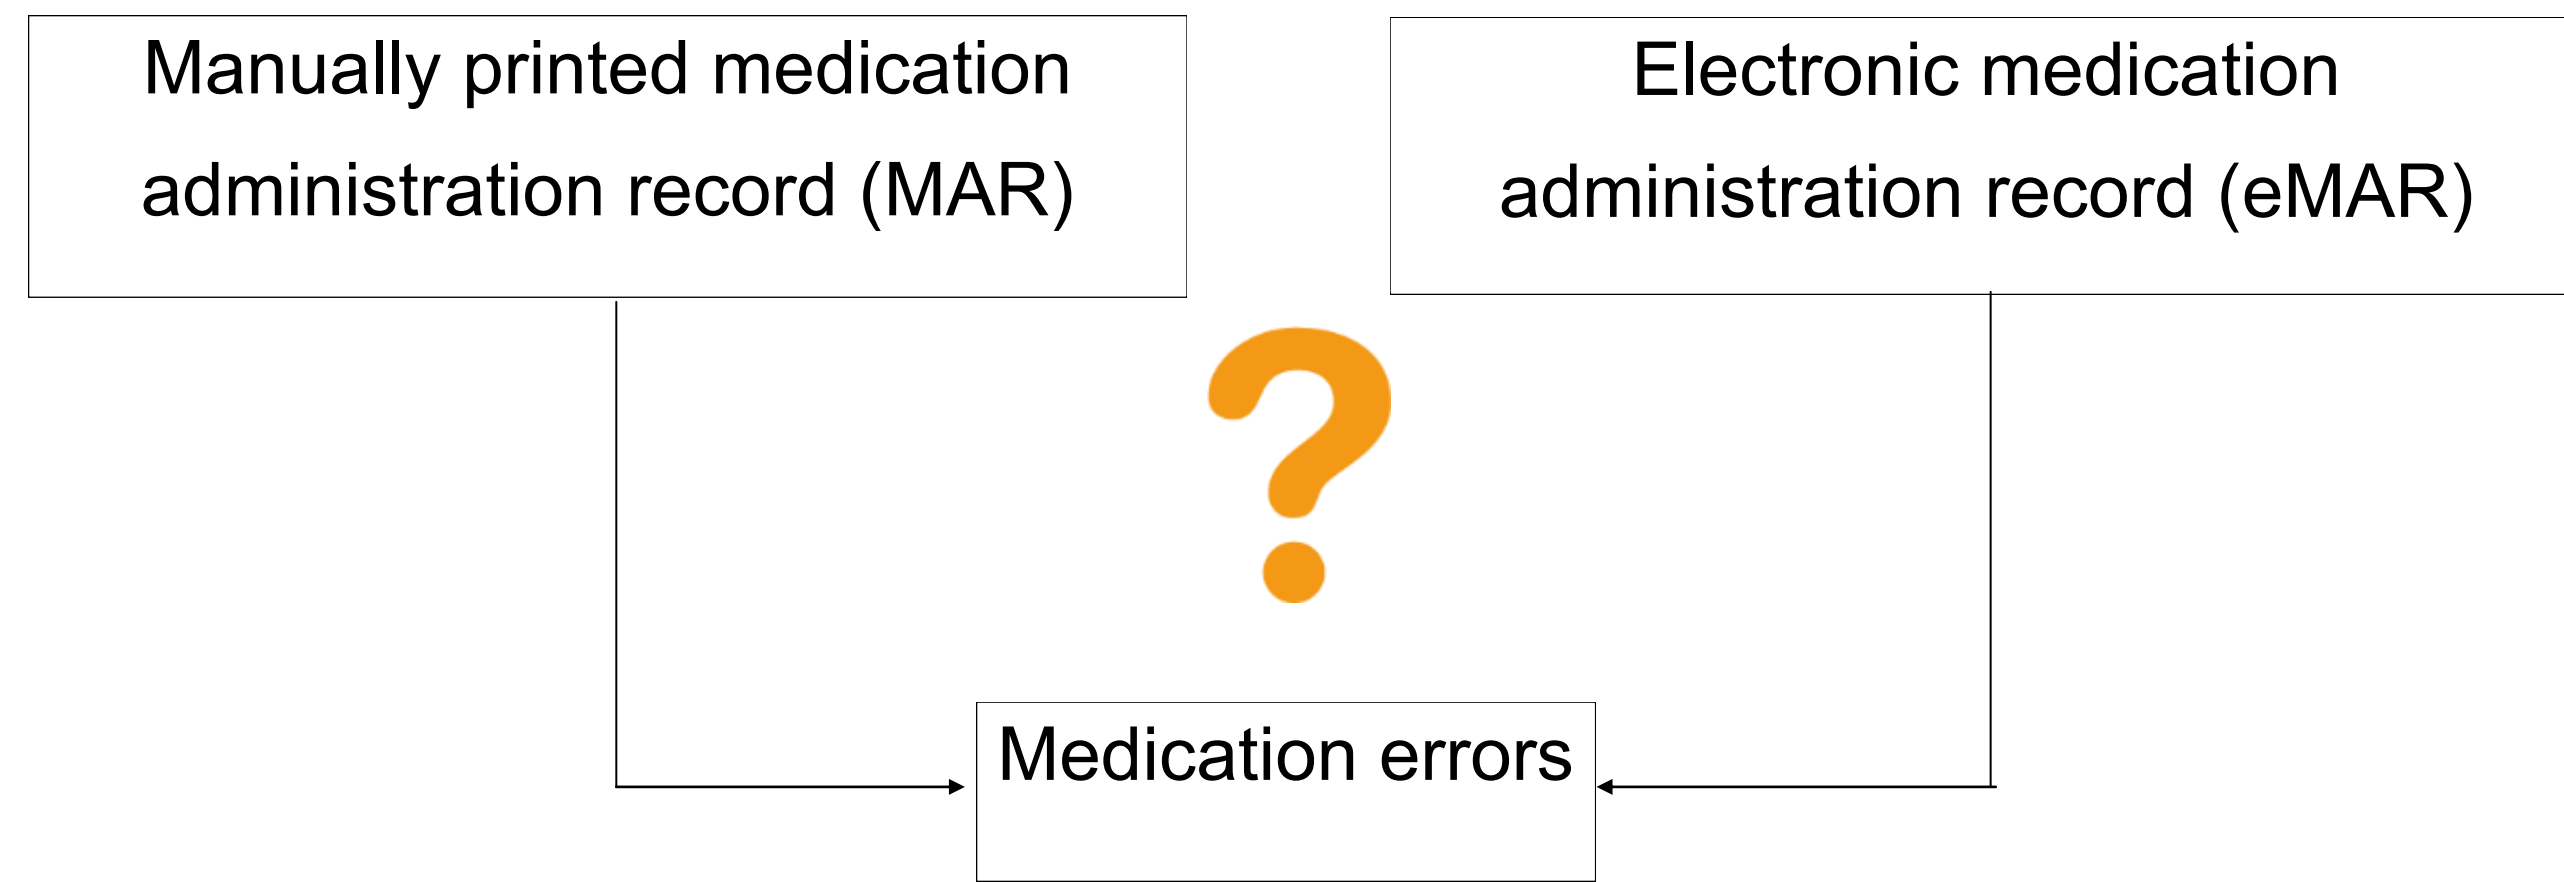 Manually printed medication
administration record (MAR)
Electronic medication
administration record (eMAR)
?
Medication errors